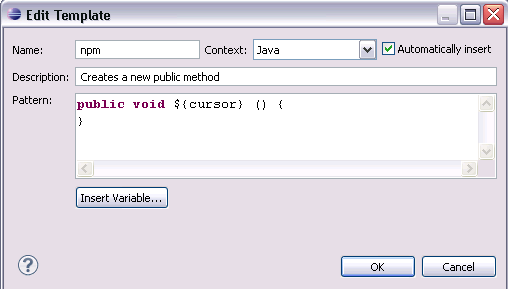 Edit Template
Name: npm Context: Java Automatically insert
Description: Creates a new public method
Pattern: public void ${cursor} () {
}
Insert Variable...
? OK Cancel